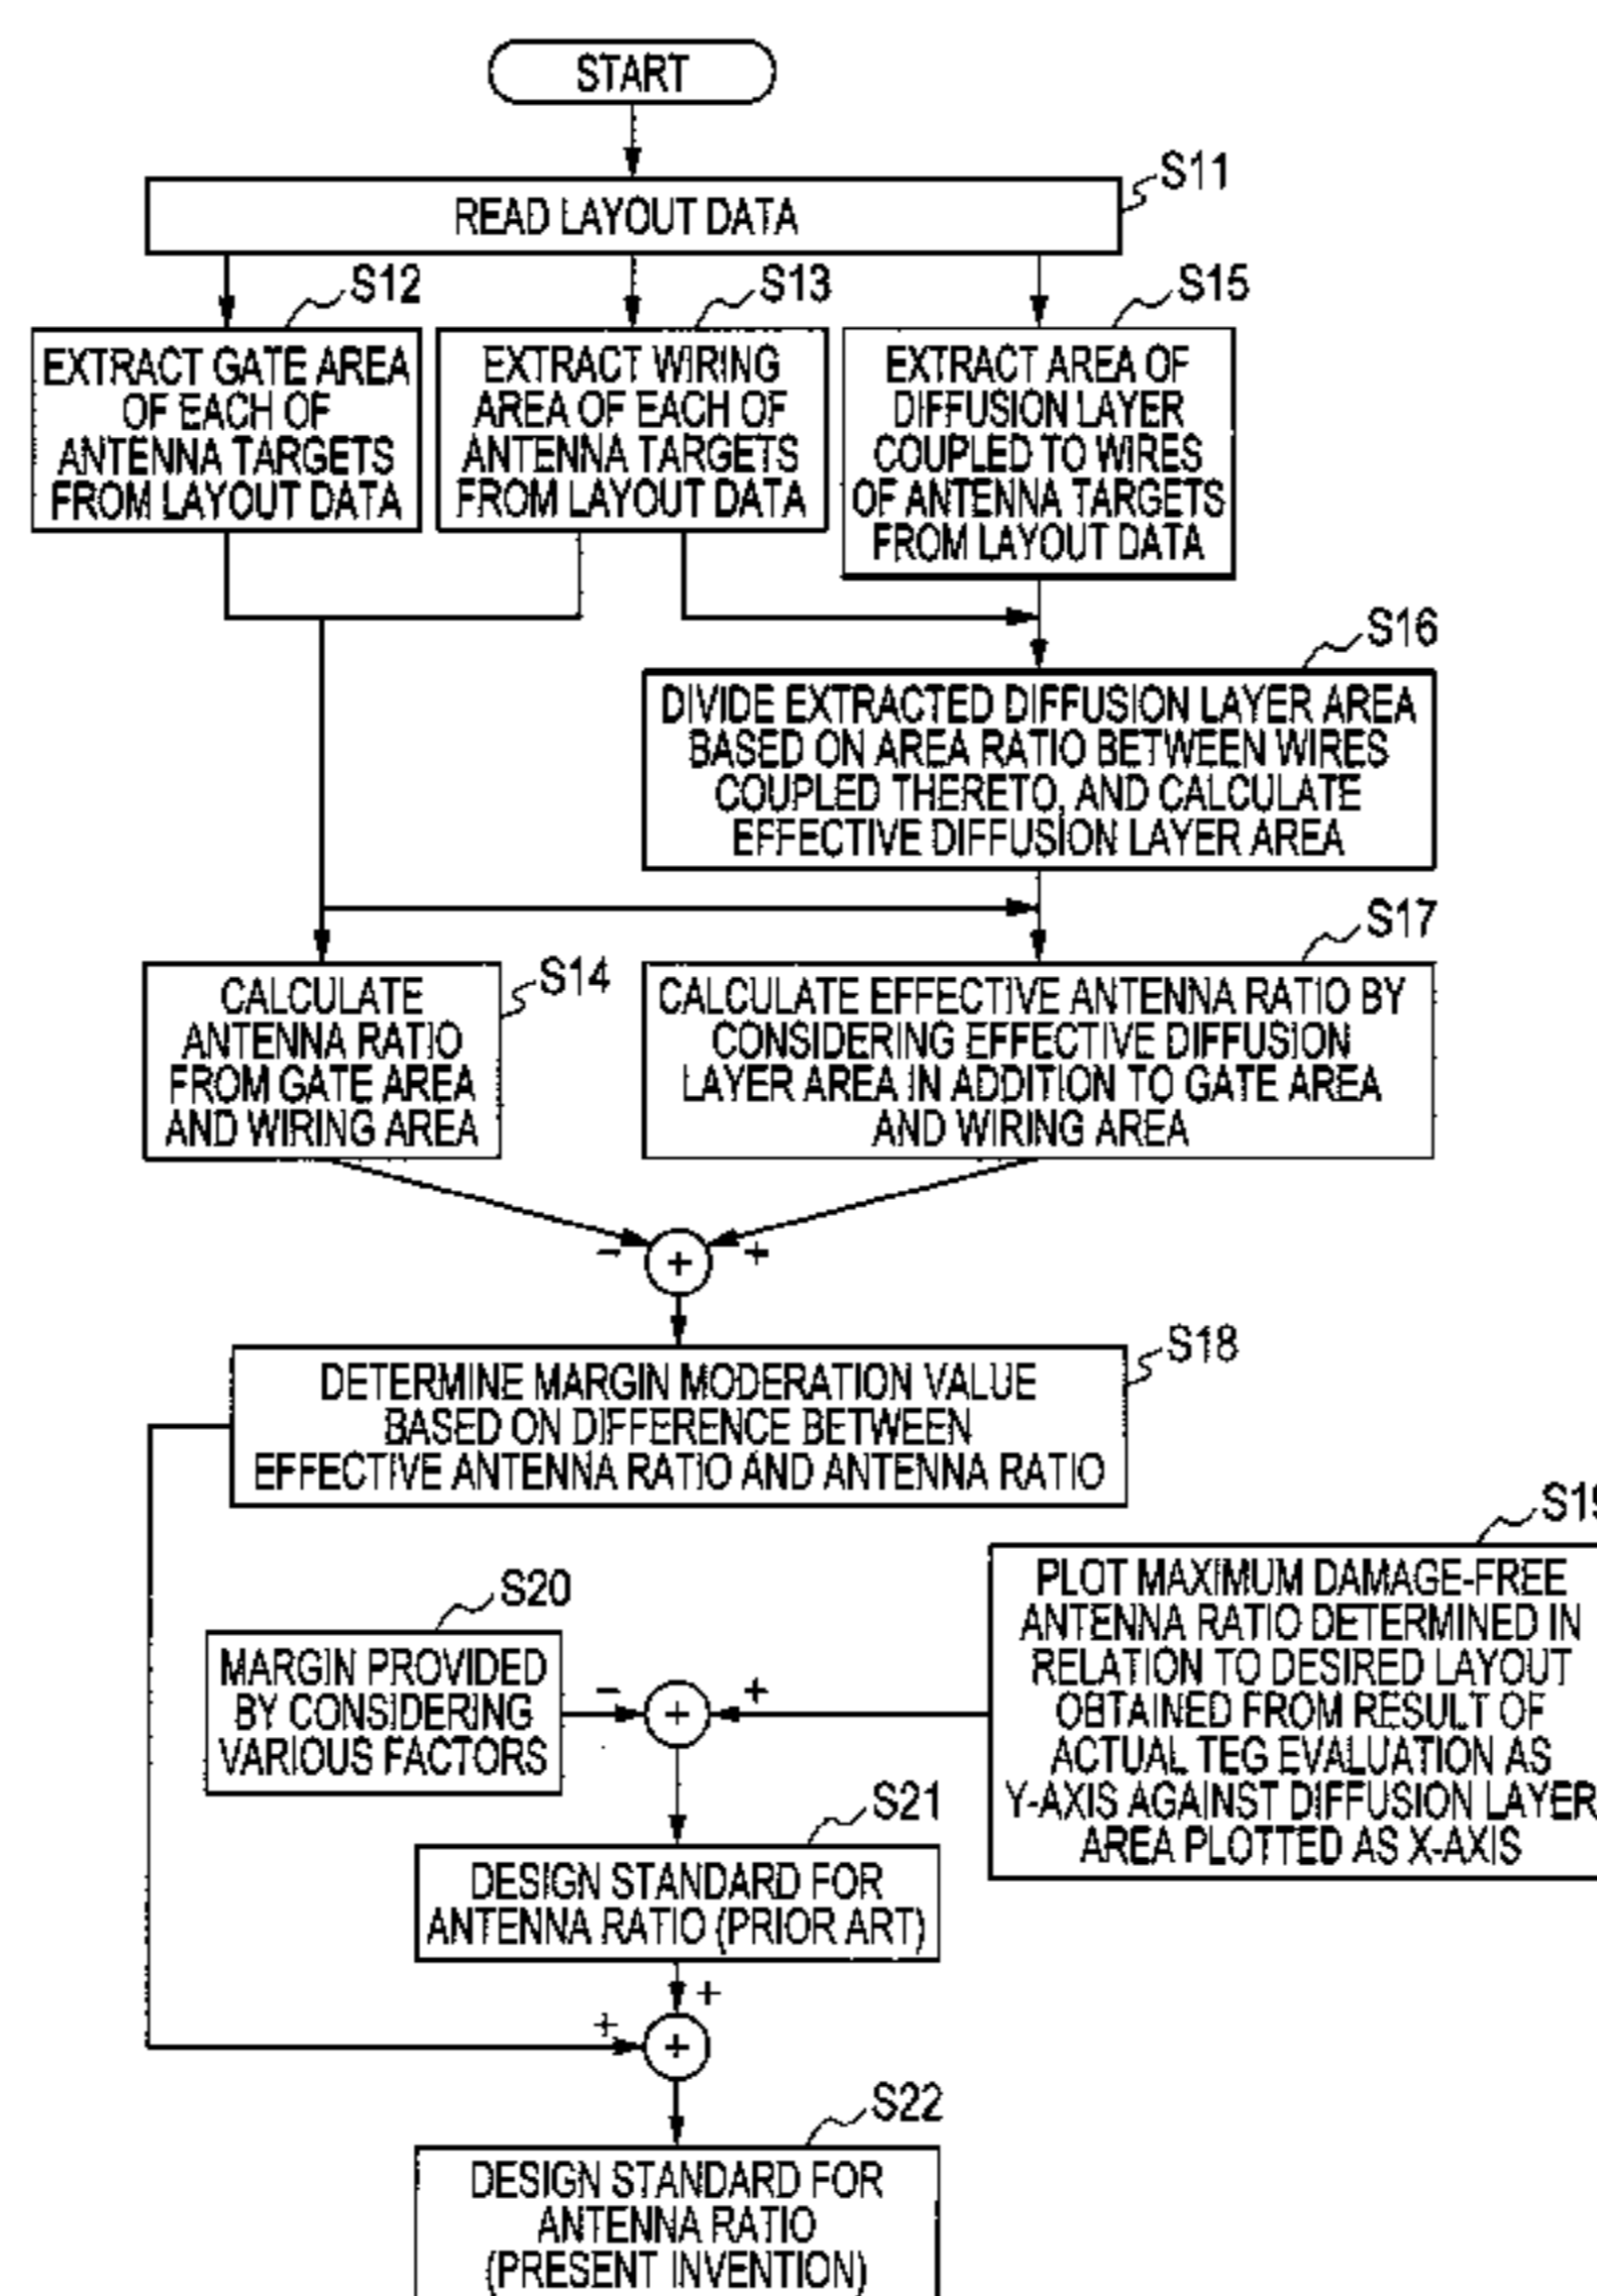 START
S11
READ LAYOUT DATA
S12
EXTRACT GATE AREA
OF EACH OF
ANTENNA TARGETS
FROM LAYOUT DATA
S13
EXTRACT WIRING
AREA OF EACH OF
ANTENNA TARGETS
FROM LAYOUT DATA
S15
EXTRACT AREA OF
DIFFUSION LAYER
COUPLED TO WIRES
OF ANTENNA TARGETS
FROM LAYOUT DATA
S16
DIVIDE EXTRACTED DIFFUSION LAYER AREA
BASED ON AREA RATIO BETWEEN WIRES
COUPLED THERETO, AND CALCULATE
EFFECTIVE DIFFUSION LAYER AREA
S14
CALCULATE
ANTENNA RATIO
FROM GATE AREA
AND WIRING AREA
S17
CALCULATE EFFECTIVE ANTENNA RATIO BY
CONSIDERING EFFECTIVE DIFFUSION
LAYER AREA IN ADDITION TO GATE AREA
AND WIRING AREA
− + +
S18
DETERMINE MARGIN MODERATION VALUE
BASED ON DIFFERENCE BETWEEN
EFFECTIVE ANTENNA RATIO AND ANTENNA RATIO
S19
PLOT MAXIMUM DAMAGE-FREE
ANTENNA RATIO DETERMINED IN
RELATION TO DESIRED LAYOUT
OBTAINED FROM RESULT OF
ACTUAL TEG EVALUATION AS
Y-AXIS AGAINST DIFFUSION LAYER
AREA PLOTTED AS X-AXIS
S20
MARGIN PROVIDED
BY CONSIDERING
VARIOUS FACTORS
− + +
S21
DESIGN STANDARD FOR
ANTENNA RATIO (PRIOR ART)
+
+ +
S22
DESIGN STANDARD FOR
ANTENNA RATIO
(PRESENT INVENTION)